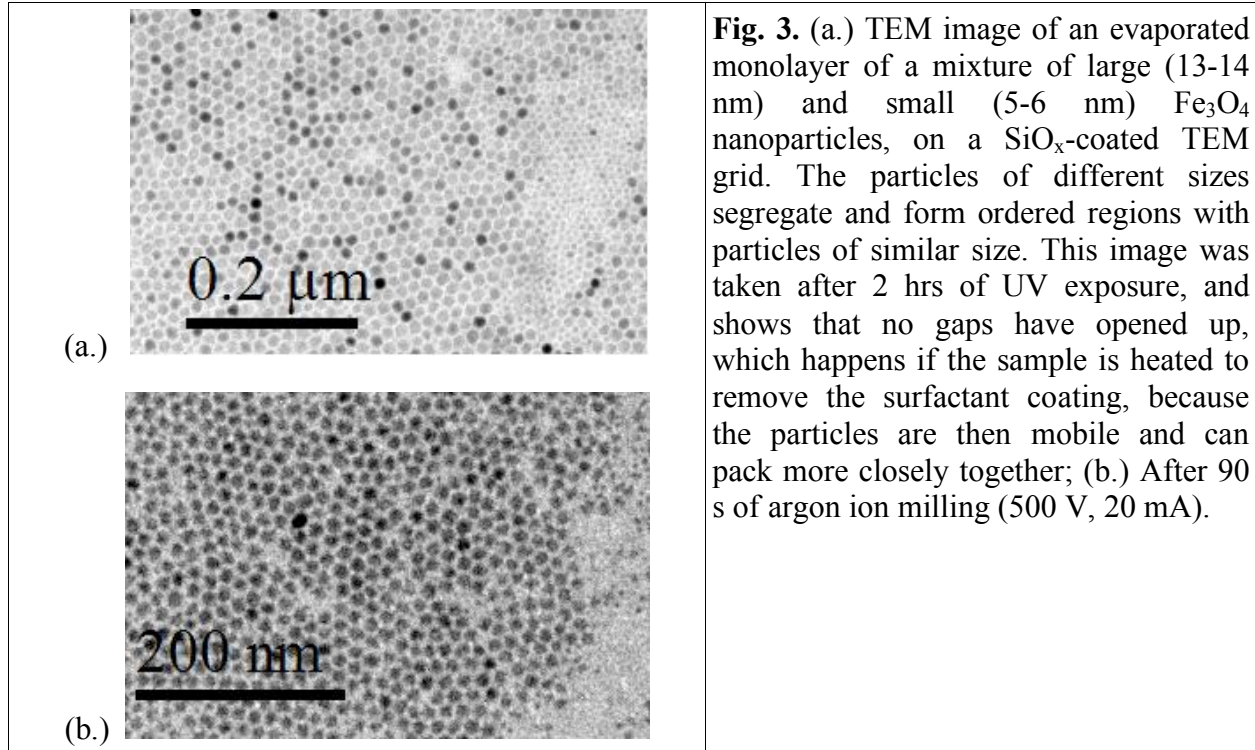 0.2 µm
(a.)
200 nm
(b.)
Fig. 3. (a.) TEM image of an evaporated
monolayer of a mixture of large (13-14
nm) and small (5-6 nm) Fe₃O₄
nanoparticles, on a SiOₓ-coated TEM
grid. The particles of different sizes
segregate and form ordered regions with
particles of similar size. This image was
taken after 2 hrs of UV exposure, and
shows that no gaps have opened up,
which happens if the sample is heated to
remove the surfactant coating, because
the particles are then mobile and can
pack more closely together; (b.) After 90
s of argon ion milling (500 V, 20 mA).